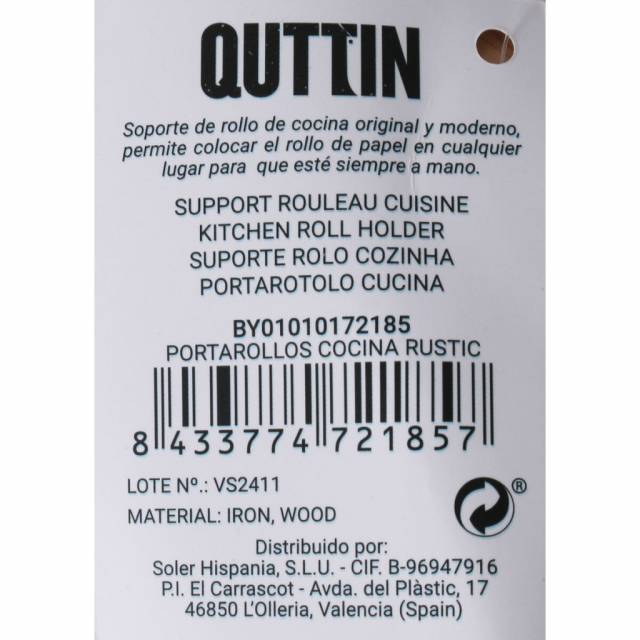 QUTTIN
Soporte de rollo de cocina original y moderno,
permite colocar el rollo de papel en cualquier
lugar para que esté siempre a mano.
SUPPORT ROULEAU CUISINE
KITCHEN ROLL HOLDER
SUPORTE ROLO COZINHA
PORTAROTOLO CUCINA
BY01010172185
PORTAROLLOS COCINA RUSTIC
8 433774 721857
LOTE Nº.: VS2411
MATERIAL: IRON, WOOD
®
Distribuido por:
Soler Hispania, S.L.U. - CIF. B-96947916
P.I. El Carrascot - Avda. del Plàstic, 17
46850 L'Olleria, Valencia (Spain)